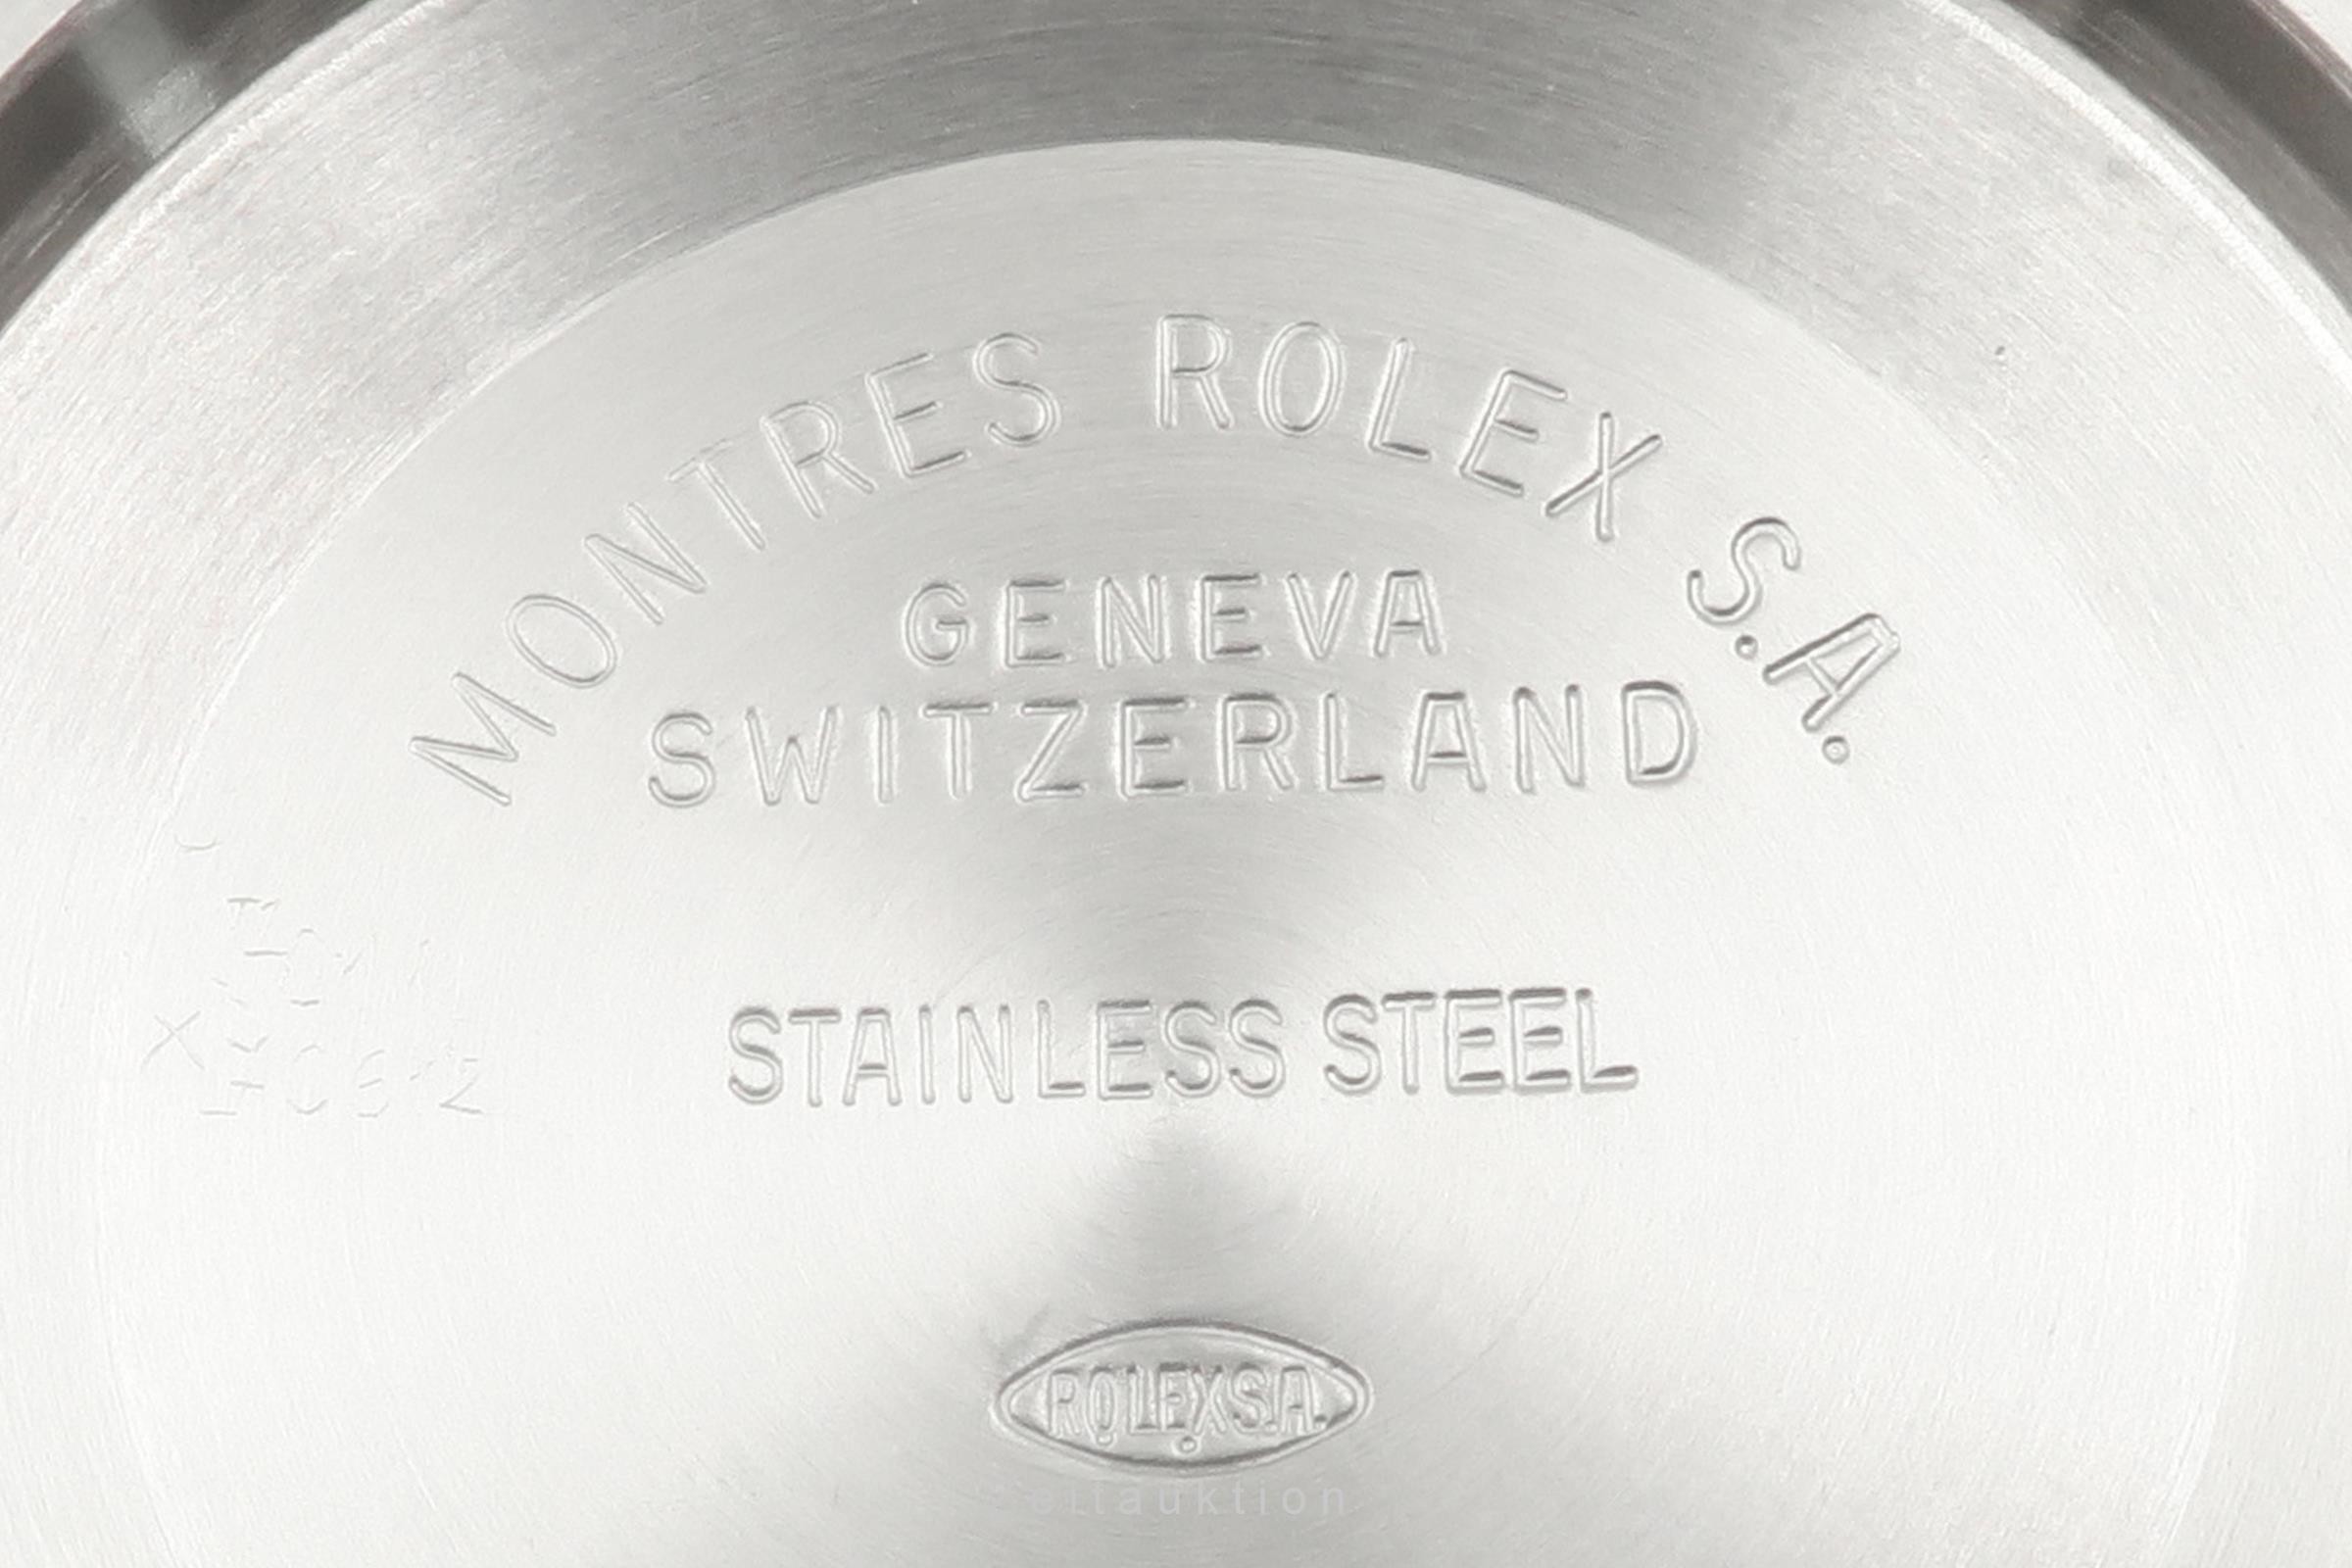 MONTRES ROLEX S.A.
GENEVA
SWITZERLAND
STAINLESS STEEL
ROLEX S.A.